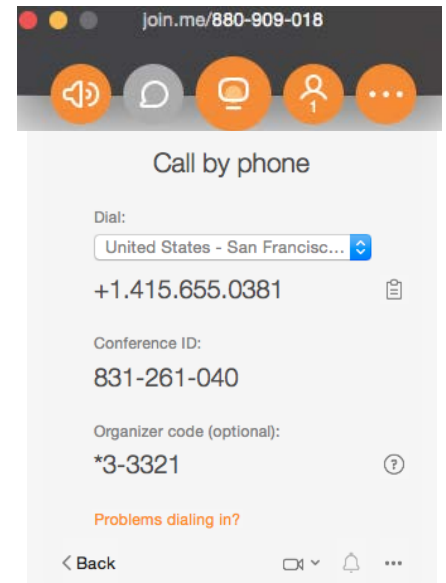 join.me/880-909-018
1
Call by phone
Dial:
United States - San Francisc...
+1.415.655.0381
Conference ID:
831-261-040
Organizer code (optional):
*3-3321
?
Problems dialing in?
< Back